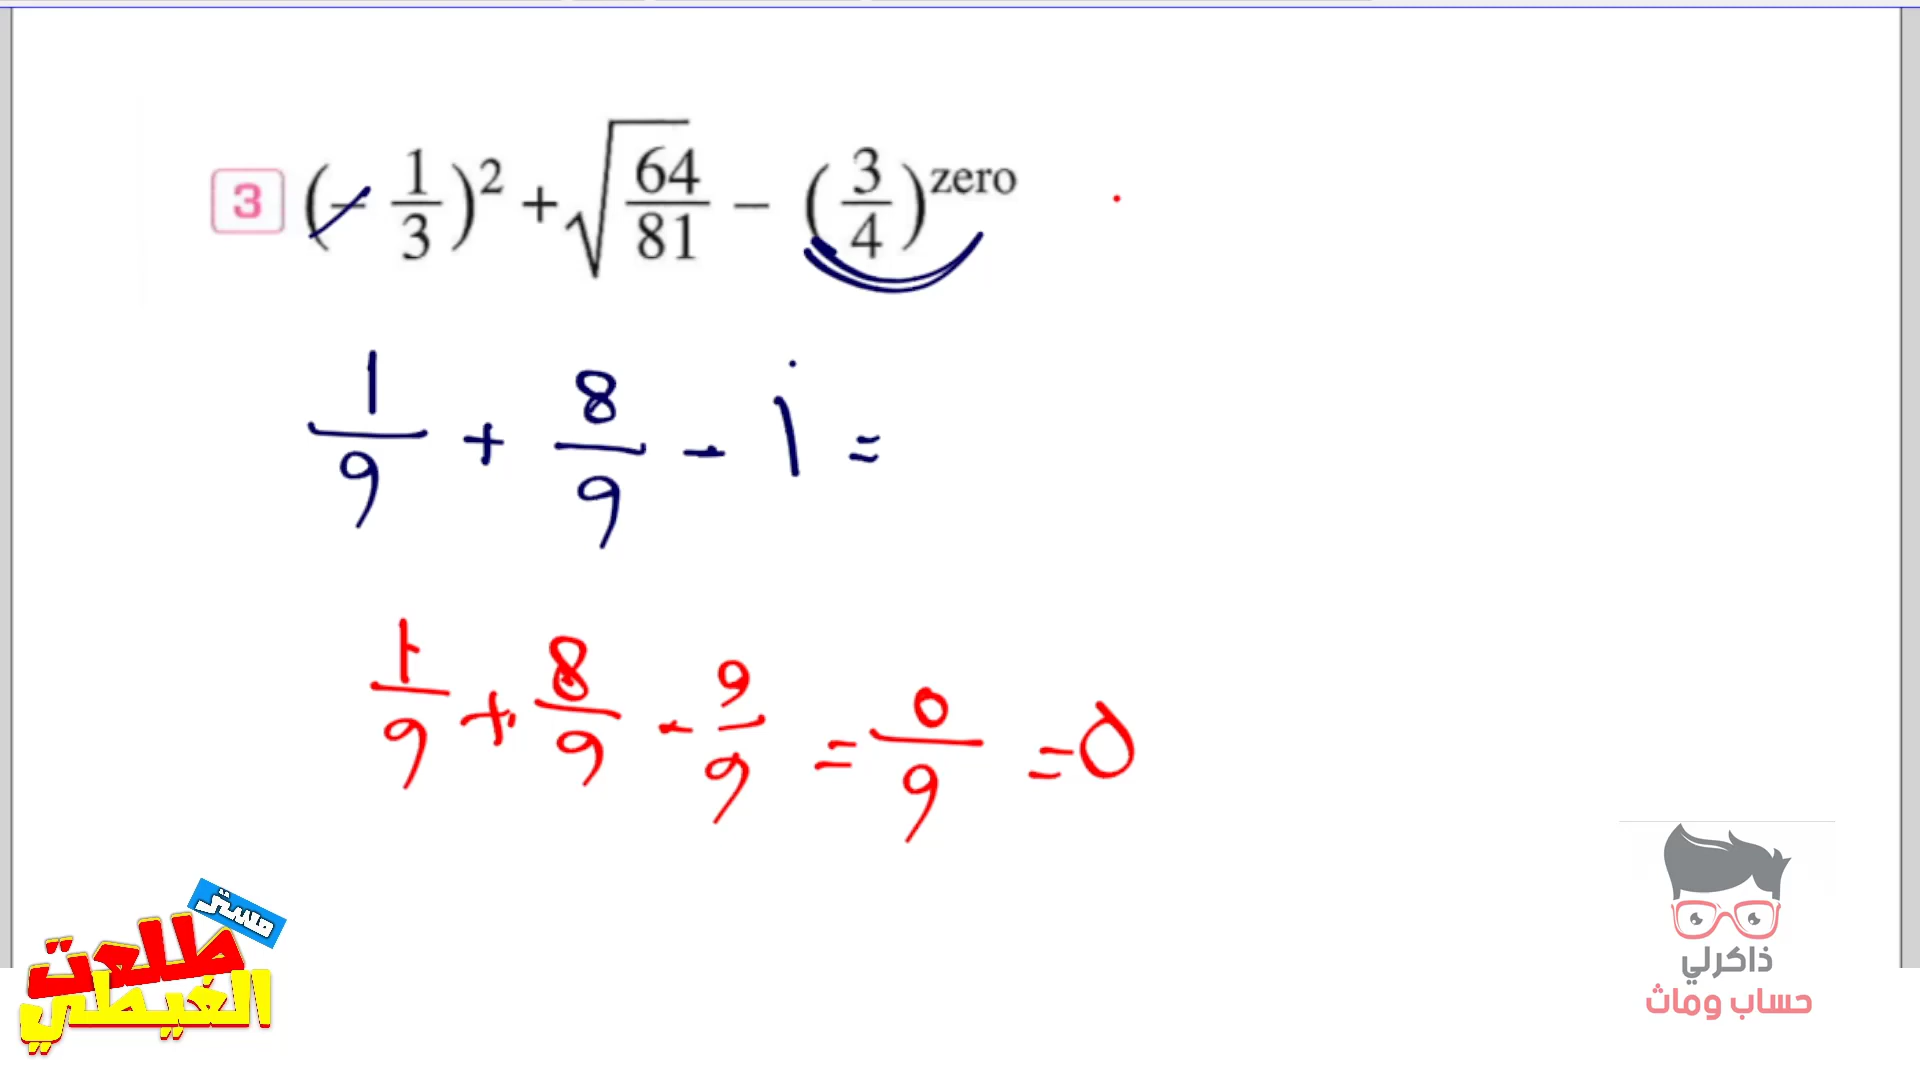 3 (- 1/3)² + √(64/81) - (3/4)^zero
1/9 + 8/9 - 1 =
1/9 + 8/9 - 9/9 = 0/9 = 0
مستر
طلعت
الغيطي
ذاكرلي
حساب وماث